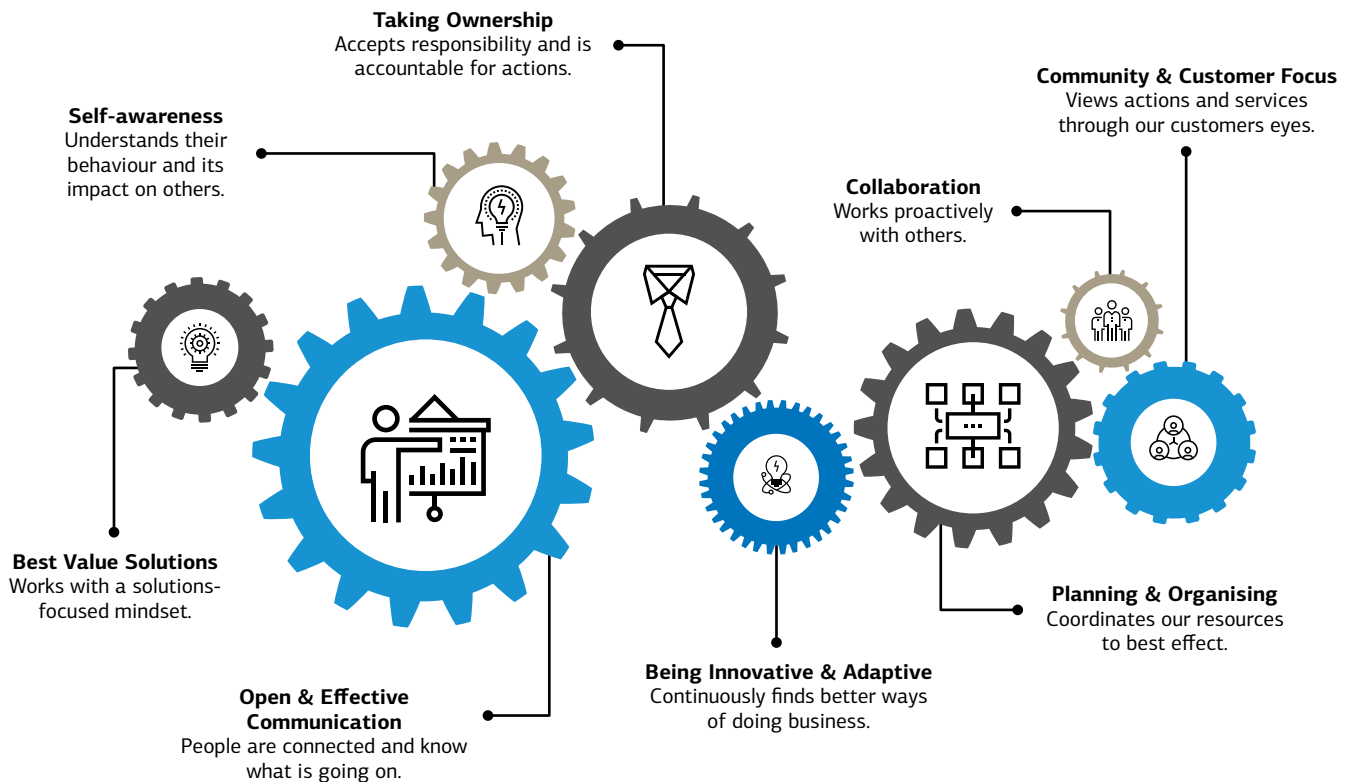 Taking Ownership
Accepts responsibility and is
accountable for actions.
Community & Customer Focus
Views actions and services
through our customers eyes.
Self-awareness
Understands their
behaviour and its
impact on others.
Collaboration
Works proactively
with others.
Best Value Solutions
Works with a solutions-
focused mindset.
Planning & Organising
Coordinates our resources
to best effect.
Being Innovative & Adaptive
Continuously finds better ways
of doing business.
Open & Effective
Communication
People are connected and know
what is going on.